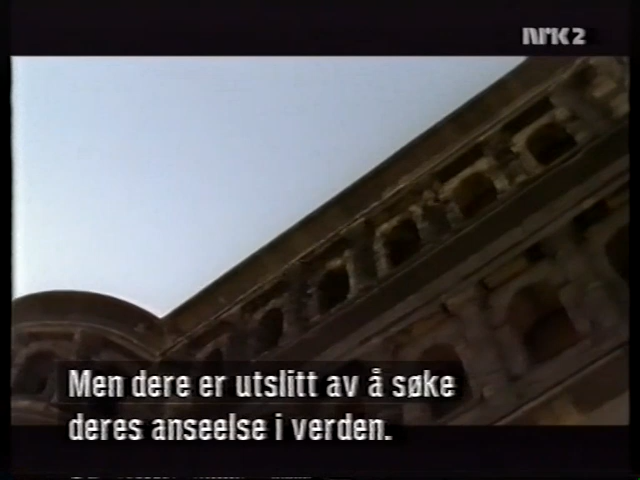 NRK2
Men dere er utslitt av å søke
deres anseelse i verden.